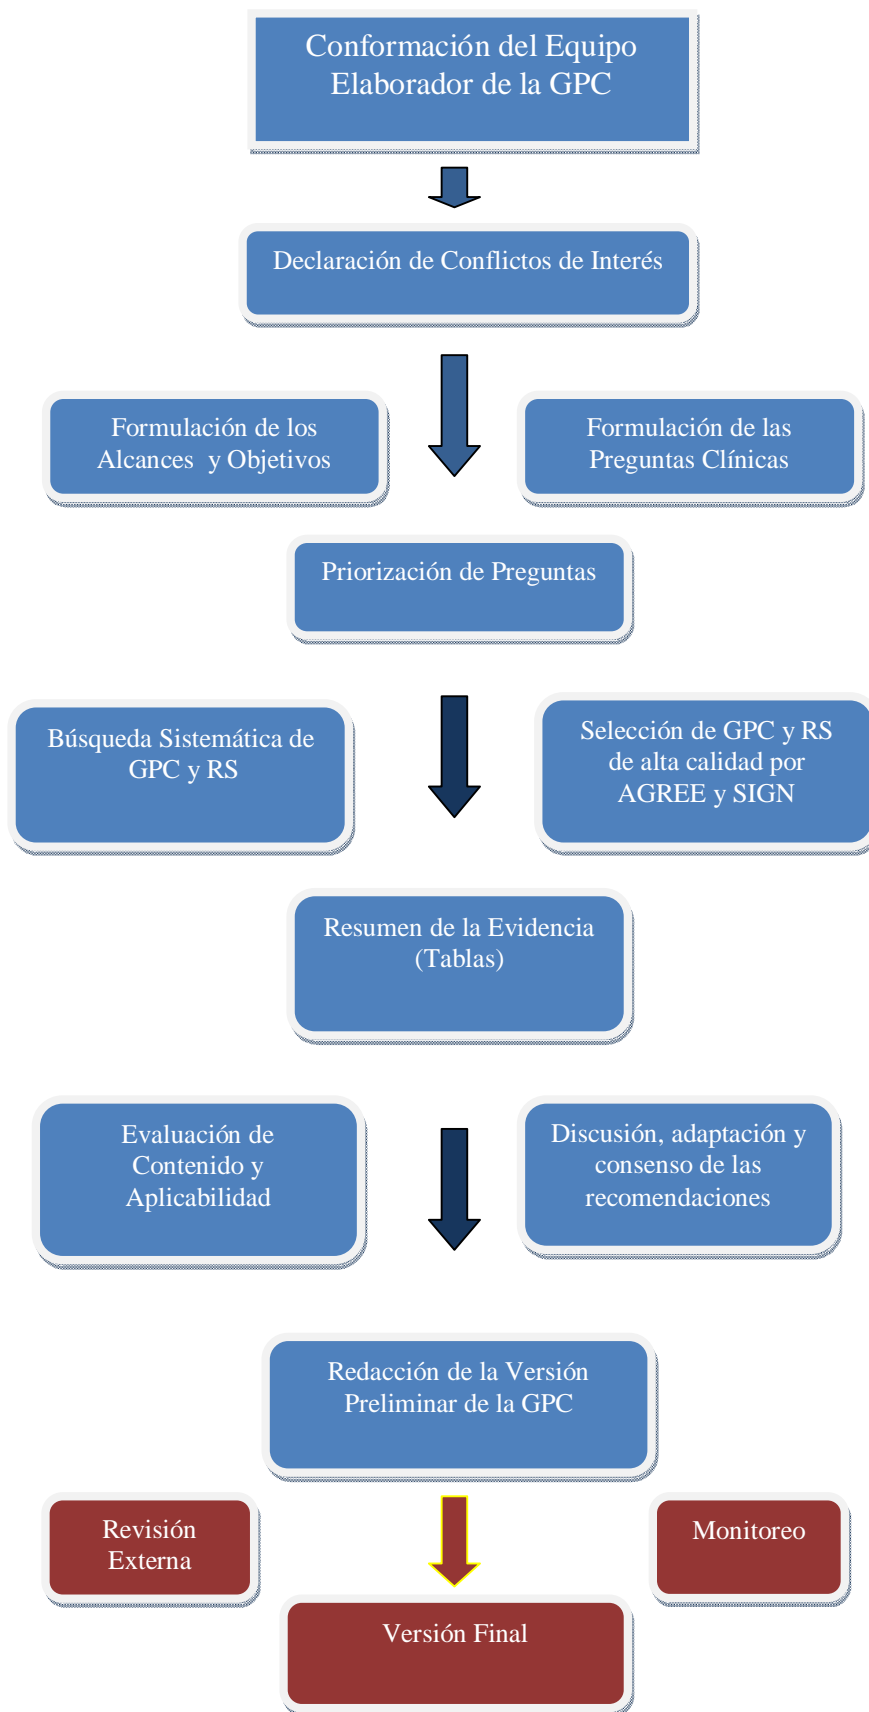 Conformación del Equipo
Elaborador de la GPC
Declaración de Conflictos de Interés
Formulación de los
Alcances y Objetivos
Formulación de las
Preguntas Clínicas
Priorización de Preguntas
Búsqueda Sistemática de
GPC y RS
Selección de GPC y RS
de alta calidad por
AGREE y SIGN
Resumen de la Evidencia
(Tablas)
Evaluación de
Contenido y
Aplicabilidad
Discusión, adaptación y
consenso de las
recomendaciones
Redacción de la Versión
Preliminar de la GPC
Revisión
Externa
Monitoreo
Versión Final